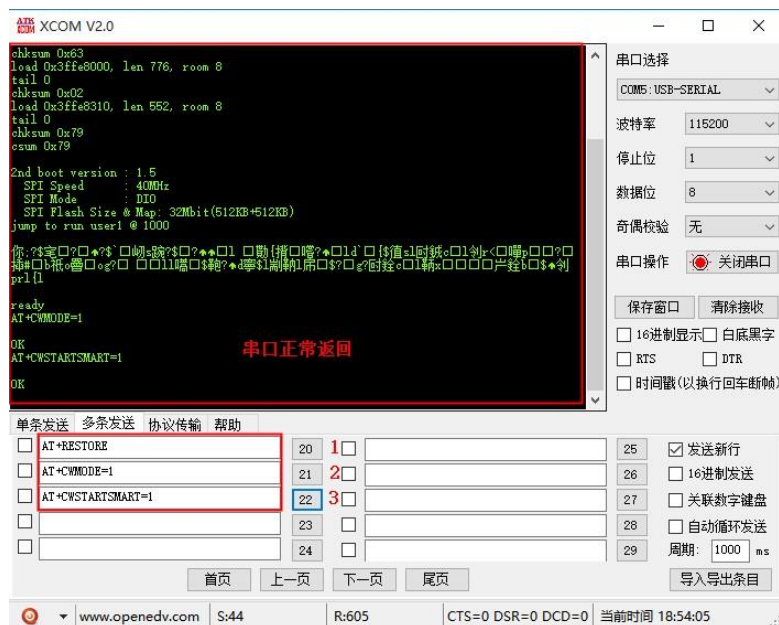 ATK XCOM XCOM V2.0
chksum 0x63
load 0x3ffe8000, len 776, room 8
tail 0
chksum 0x02
load 0x3ffe8310, len 552, room 8
tail 0
chksum 0x79
csum 0x79
2nd boot version : 1.5
SPI Speed : 40MHz
SPI Mode : DIO
SPI Flash Size & Map: 32Mbit(512KB+512KB)
jump to run user1 @ 1000
prl{l
ready
AT+CWMODE=1
OK
AT+CWSTARTSMART=1
OK
串口正常返回
串口选择
COM5:USB-SERIAL
波特率 115200
停止位 1
数据位 8
奇偶校验 无
串口操作 关闭串口
保存窗口 清除接收
16进制显示 白底黑字
RTS DTR
时间戳(以换行回车断帧)
单条发送 多条发送 协议传输 帮助
AT+RESTORE 20 1 25 发送新行
AT+CWMODE=1 21 2 26 16进制发送
AT+CWSTARTSMART=1 22 3 27 关联数字键盘
23 28 自动循环发送
24 29 周期: 1000 ms
首页 上一页 下一页 尾页 导入导出条目
www.openedv.com S:44 R:605 CTS=0 DSR=0 DCD=0 当前时间 18:54:05